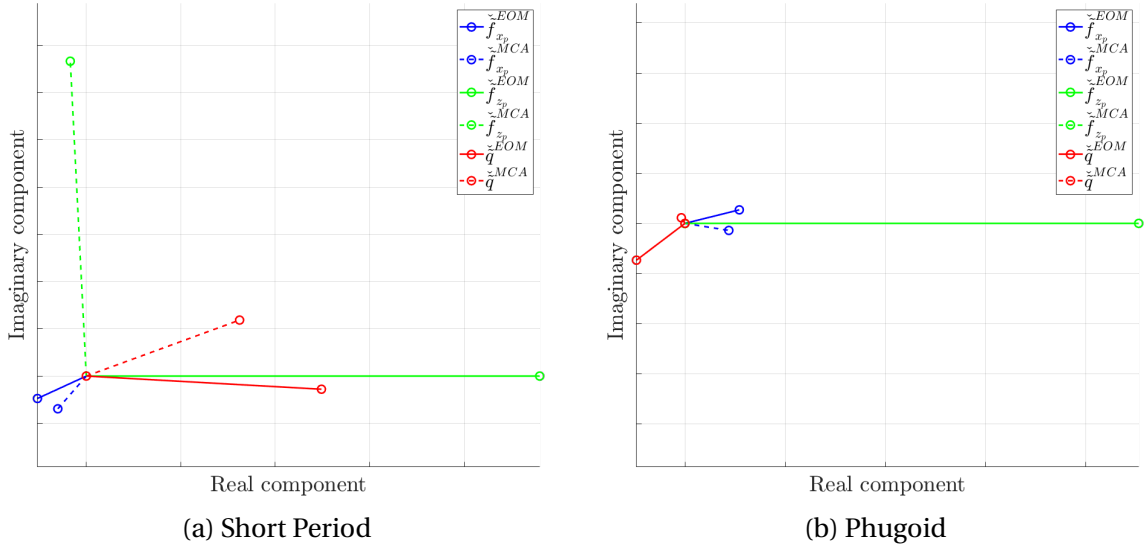 f̆̃_{x_p}^{EOM}
f̆̃_{x_p}^{MCA}
f̆̃_{z_p}^{EOM}
f̆̃_{z_p}^{MCA}
q̆̃^{EOM}
q̆̃^{MCA}
Imaginary component
Real component
(a) Short Period
f̆̃_{x_p}^{EOM}
f̆̃_{x_p}^{MCA}
f̆̃_{z_p}^{EOM}
f̆̃_{z_p}^{MCA}
q̆̃^{EOM}
q̆̃^{MCA}
Imaginary component
Real component
(b) Phugoid